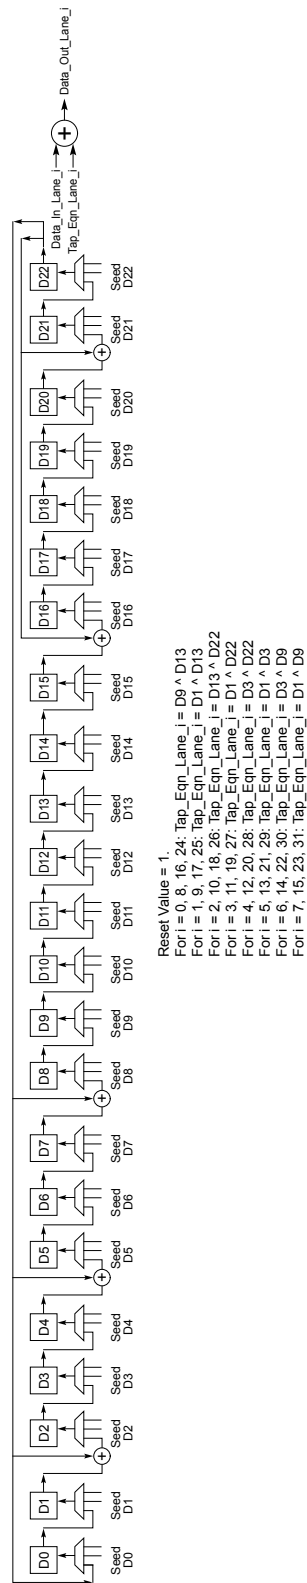 D0 D1 D2 D3 D4 D5 D6 D7 D8 D9 D10 D11 D12 D13 D14 D15 D16 D17 D18 D19 D20 D21 D22
Seed Seed Seed Seed Seed Seed Seed Seed Seed Seed Seed Seed Seed Seed Seed Seed Seed Seed Seed Seed Seed Seed Seed
D0 D1 D2 D3 D4 D5 D6 D7 D8 D9 D10 D11 D12 D13 D14 D15 D16 D17 D18 D19 D20 D21 D22
Data_In_Lane_i
Tap_Eqn_Lane_i
Data_Out_Lane_i
Reset Value = 1.
For i = 0, 8, 16, 24: Tap_Eqn_Lane_i = D9 ^ D13
For i = 1, 9, 17, 25: Tap_Eqn_Lane_i = D1 ^ D13
For i = 2, 10, 18, 26: Tap_Eqn_Lane_i = D13 ^ D22
For i = 3, 11, 19, 27: Tap_Eqn_Lane_i = D1 ^ D22
For i = 4, 12, 20, 28: Tap_Eqn_Lane_i = D3 ^ D22
For i = 5, 13, 21, 29: Tap_Eqn_Lane_i = D1 ^ D3
For i = 6, 14, 22, 30: Tap_Eqn_Lane_i = D3 ^ D9
For i = 7, 15, 23, 31: Tap_Eqn_Lane_i = D1 ^ D9